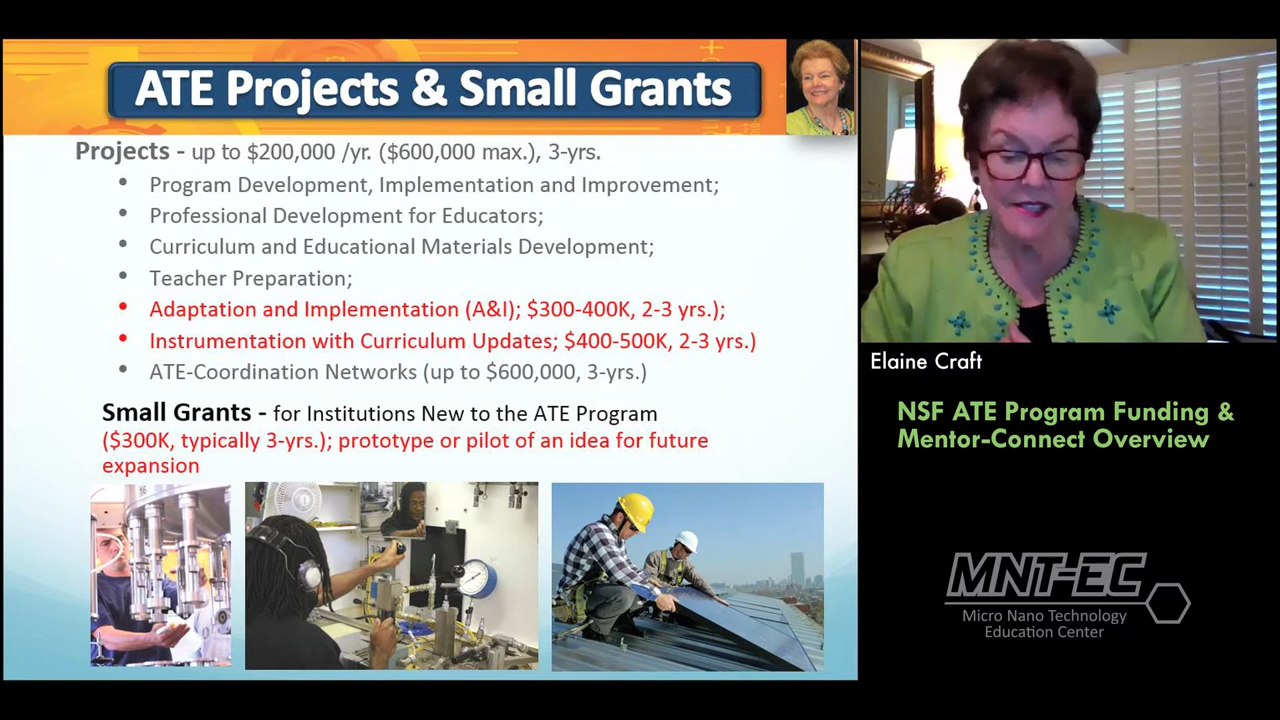 ATE Projects & Small Grants
Projects - up to $200,000 /yr. ($600,000 max.), 3-yrs.
• Program Development, Implementation and Improvement;
• Professional Development for Educators;
• Curriculum and Educational Materials Development;
• Teacher Preparation;
• Adaptation and Implementation (A&I); $300-400K, 2-3 yrs.);
• Instrumentation with Curriculum Updates; $400-500K, 2-3 yrs.)
• ATE-Coordination Networks (up to $600,000, 3-yrs.)
Small Grants - for Institutions New to the ATE Program
($300K, typically 3-yrs.); prototype or pilot of an idea for future
expansion
Elaine Craft
NSF ATE Program Funding &
Mentor-Connect Overview
MNT-EC
Micro Nano Technology
Education Center